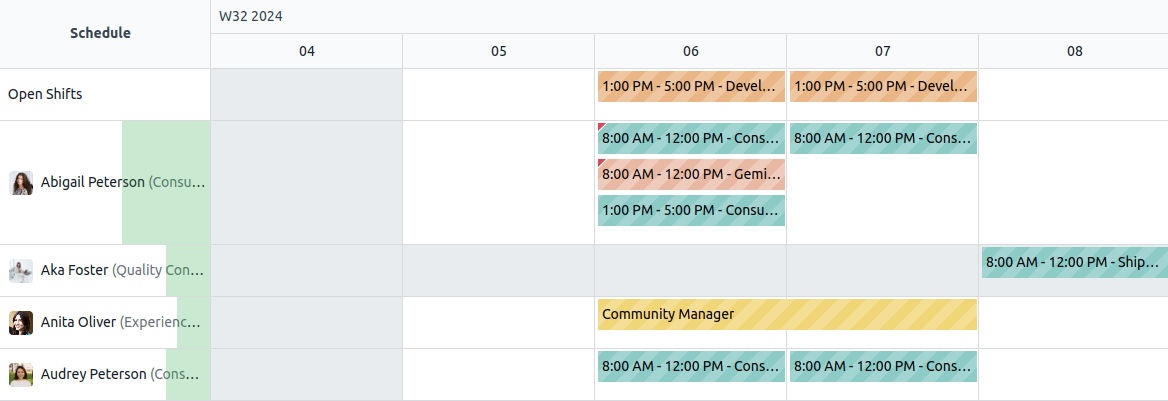 W32 2024
Schedule
04 05 06 07 08
Open Shifts
1:00 PM - 5:00 PM - Devel... 1:00 PM - 5:00 PM - Devel...
8:00 AM - 12:00 PM - Cons... 8:00 AM - 12:00 PM - Cons...
Abigail Peterson (Consu...
8:00 AM - 12:00 PM - Gemi...
1:00 PM - 5:00 PM - Consu...
Aka Foster (Quality Con...
8:00 AM - 12:00 PM - Ship...
Anita Oliver (Experienc...
Community Manager
Audrey Peterson (Cons...
8:00 AM - 12:00 PM - Cons... 8:00 AM - 12:00 PM - Cons...